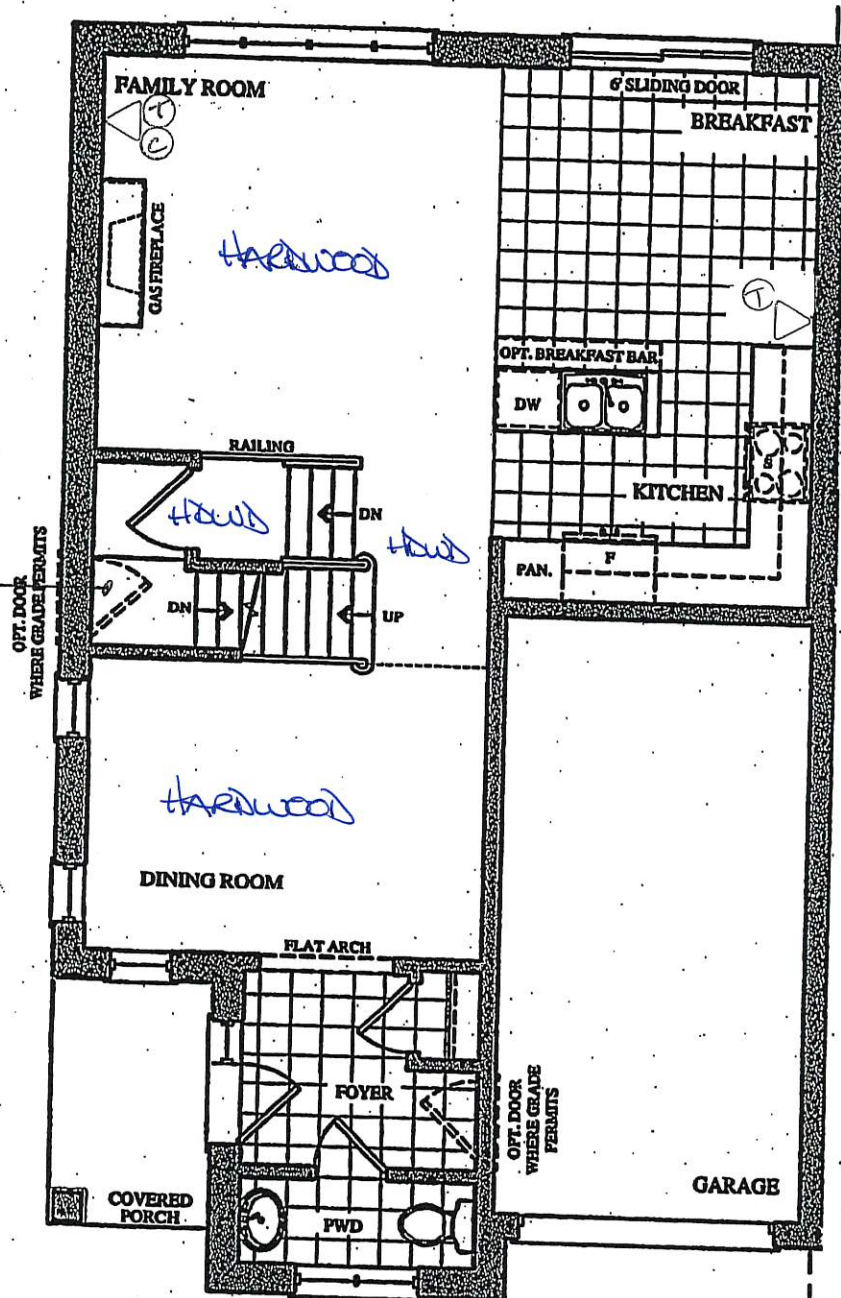 FAMILY ROOM
6' SLIDING DOOR
BREAKFAST
T
C
GAS FIREPLACE
HARDWOOD
T
OPT. BREAKFAST BAR
DW
RAILING
KITCHEN
HDWD
DN
HDWD
PAN.
F
DN
UP
OPT. DOOR
WHERE GRADE PERMITS
HARDWOOD
DINING ROOM
FLAT ARCH
FOYER
OPT. DOOR
WHERE GRADE
PERMITS
GARAGE
COVERED
PORCH
PWD